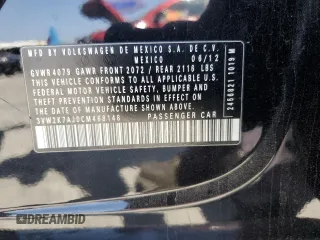 MFD BY VOLKSWAGEN DE MEXICO S.A. DE C.V.
MEXICO 06/12
GVWR 4079 GAWR FRONT 2072 / REAR 2116 LBS
THIS VEHICLE CONFORMS TO ALL APPLICABLE
FEDERAL MOTOR VEHICLE SAFETY, BUMPER
AND THEFT PREVENTION STANDARDS IN EFFECT
ON THE DATE OF MANUFACTURE SHOWN ABOVE.
PASSENGER CAR
2456821 1019 M
DREAMBID